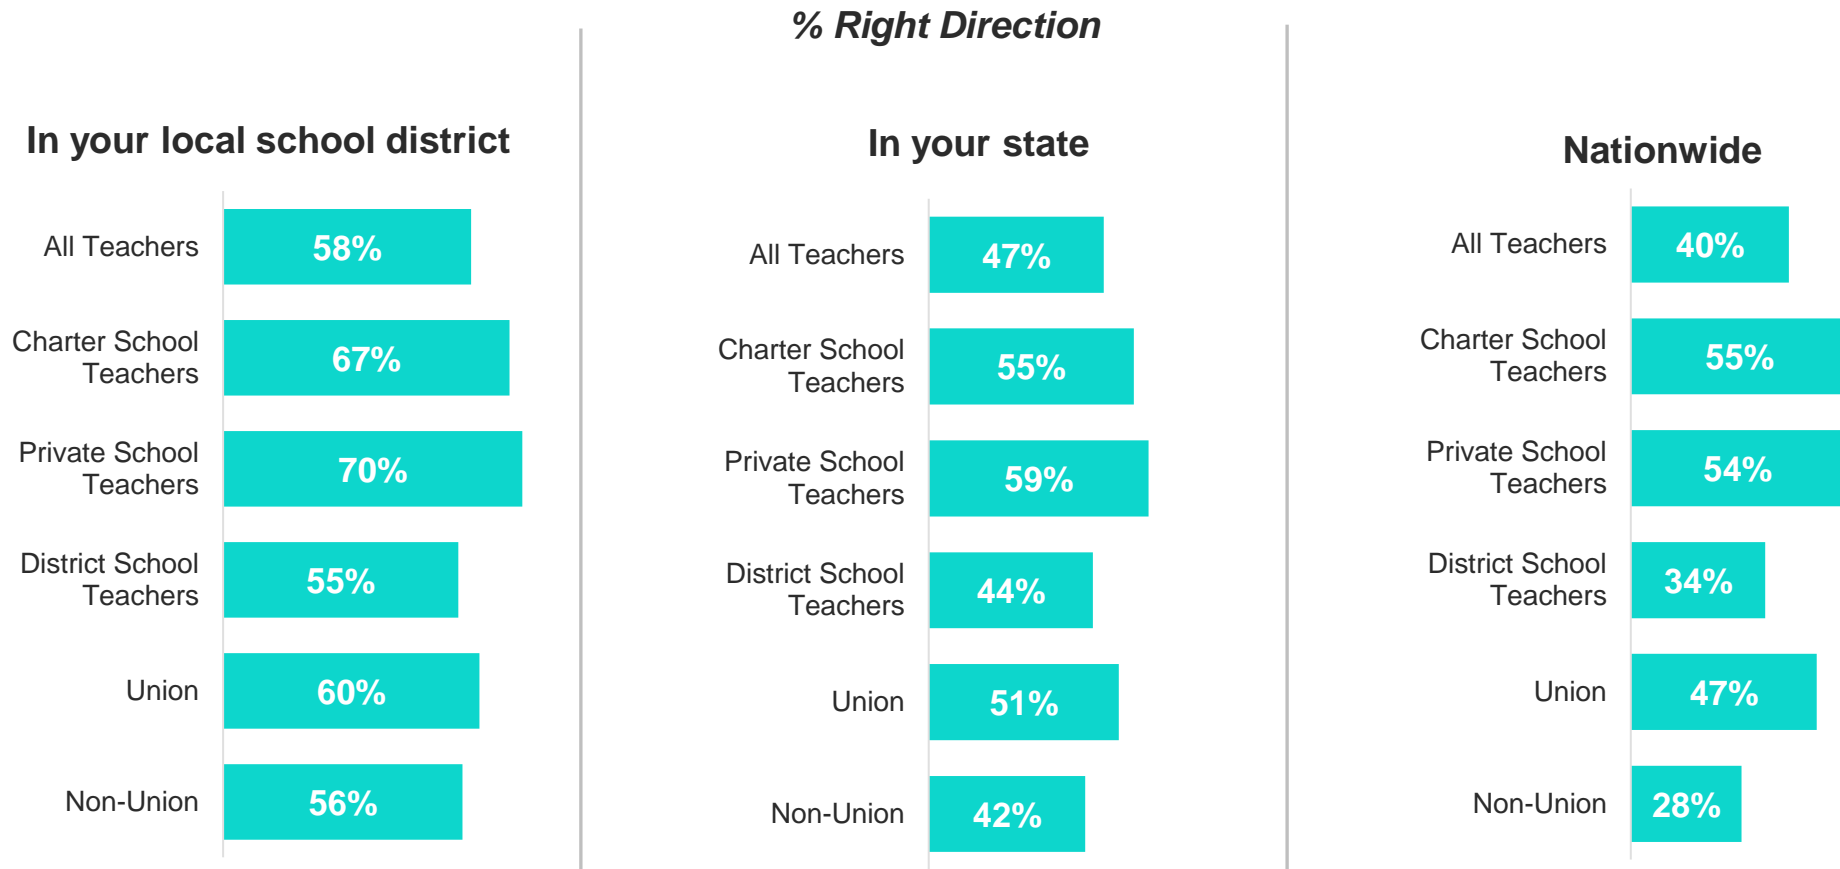 % Right Direction
In your local school district
All Teachers
58%
Charter School
Teachers
67%
Private School
Teachers
70%
District School
Teachers
55%
Union
60%
Non-Union
56%
In your state
All Teachers
47%
Charter School
Teachers
55%
Private School
Teachers
59%
District School
Teachers
44%
Union
51%
Non-Union
42%
Nationwide
All Teachers
40%
Charter School
Teachers
55%
Private School
Teachers
54%
District School
Teachers
34%
Union
47%
Non-Union
28%